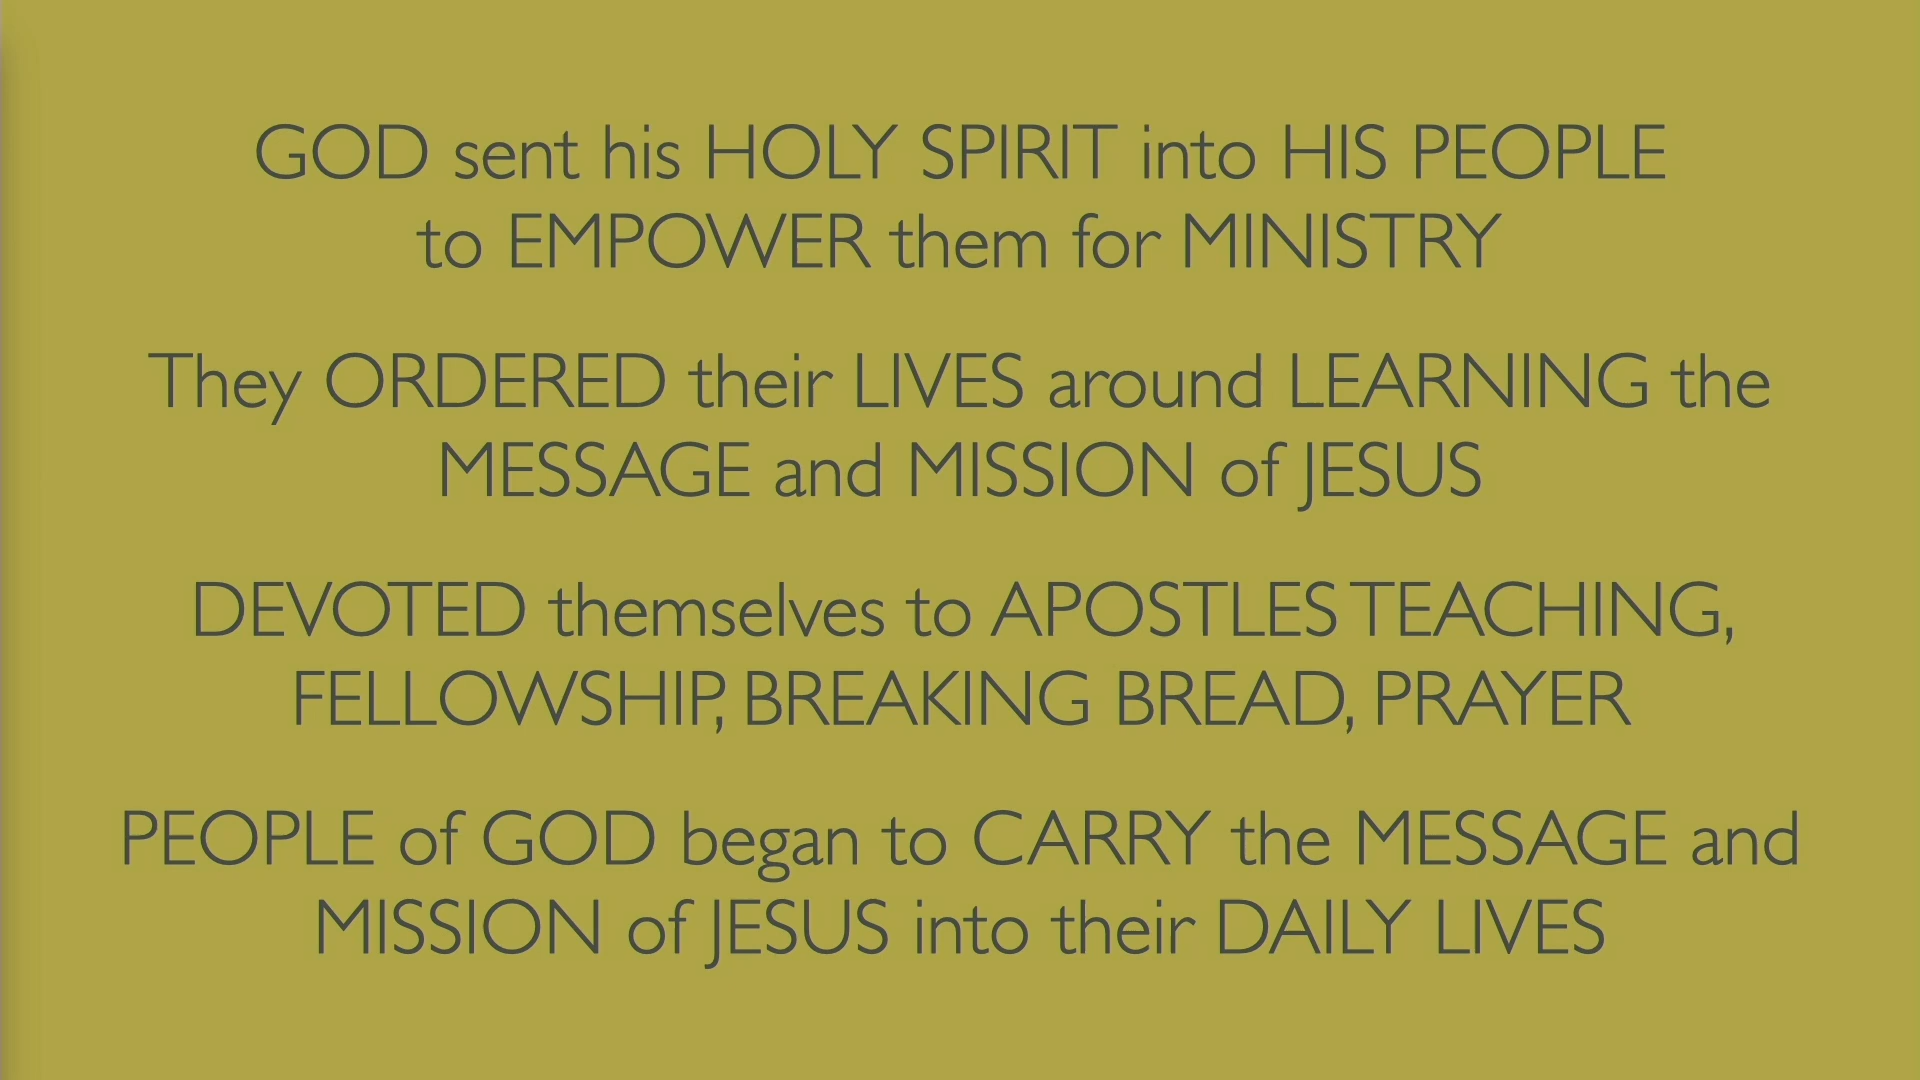 GOD sent his HOLY SPIRIT into HIS PEOPLE
to EMPOWER them for MINISTRY
They ORDERED their LIVES around LEARNING the
MESSAGE and MISSION of JESUS
DEVOTED themselves to APOSTLES TEACHING,
FELLOWSHIP, BREAKING BREAD, PRAYER
PEOPLE of GOD began to CARRY the MESSAGE and
MISSION of JESUS into their DAILY LIVES